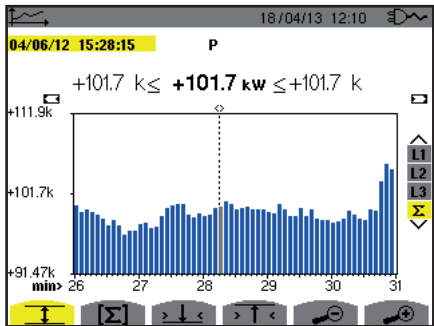 18/04/13 12:10
04/06/12 15:28:15 P
+101.7 k≤ +101.7 kw ≤+101.7 k
+111.9k
+101.7k
+91.47k
L1
L2
L3
Σ
min> 26 27 28 29 30 31
[Σ]